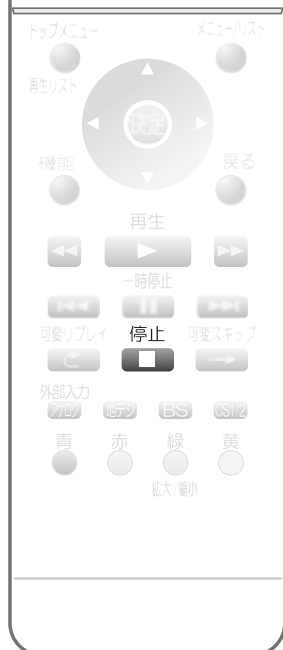 トップメニュー メニュー/リスト
再生リスト
決定
機能 戻る
再生
一時停止
可変リプレイ 停止 可変スキップ
外部入力
アナログ 地デジ BS CS1/2
青 赤 緑 黄
拡大/縮小